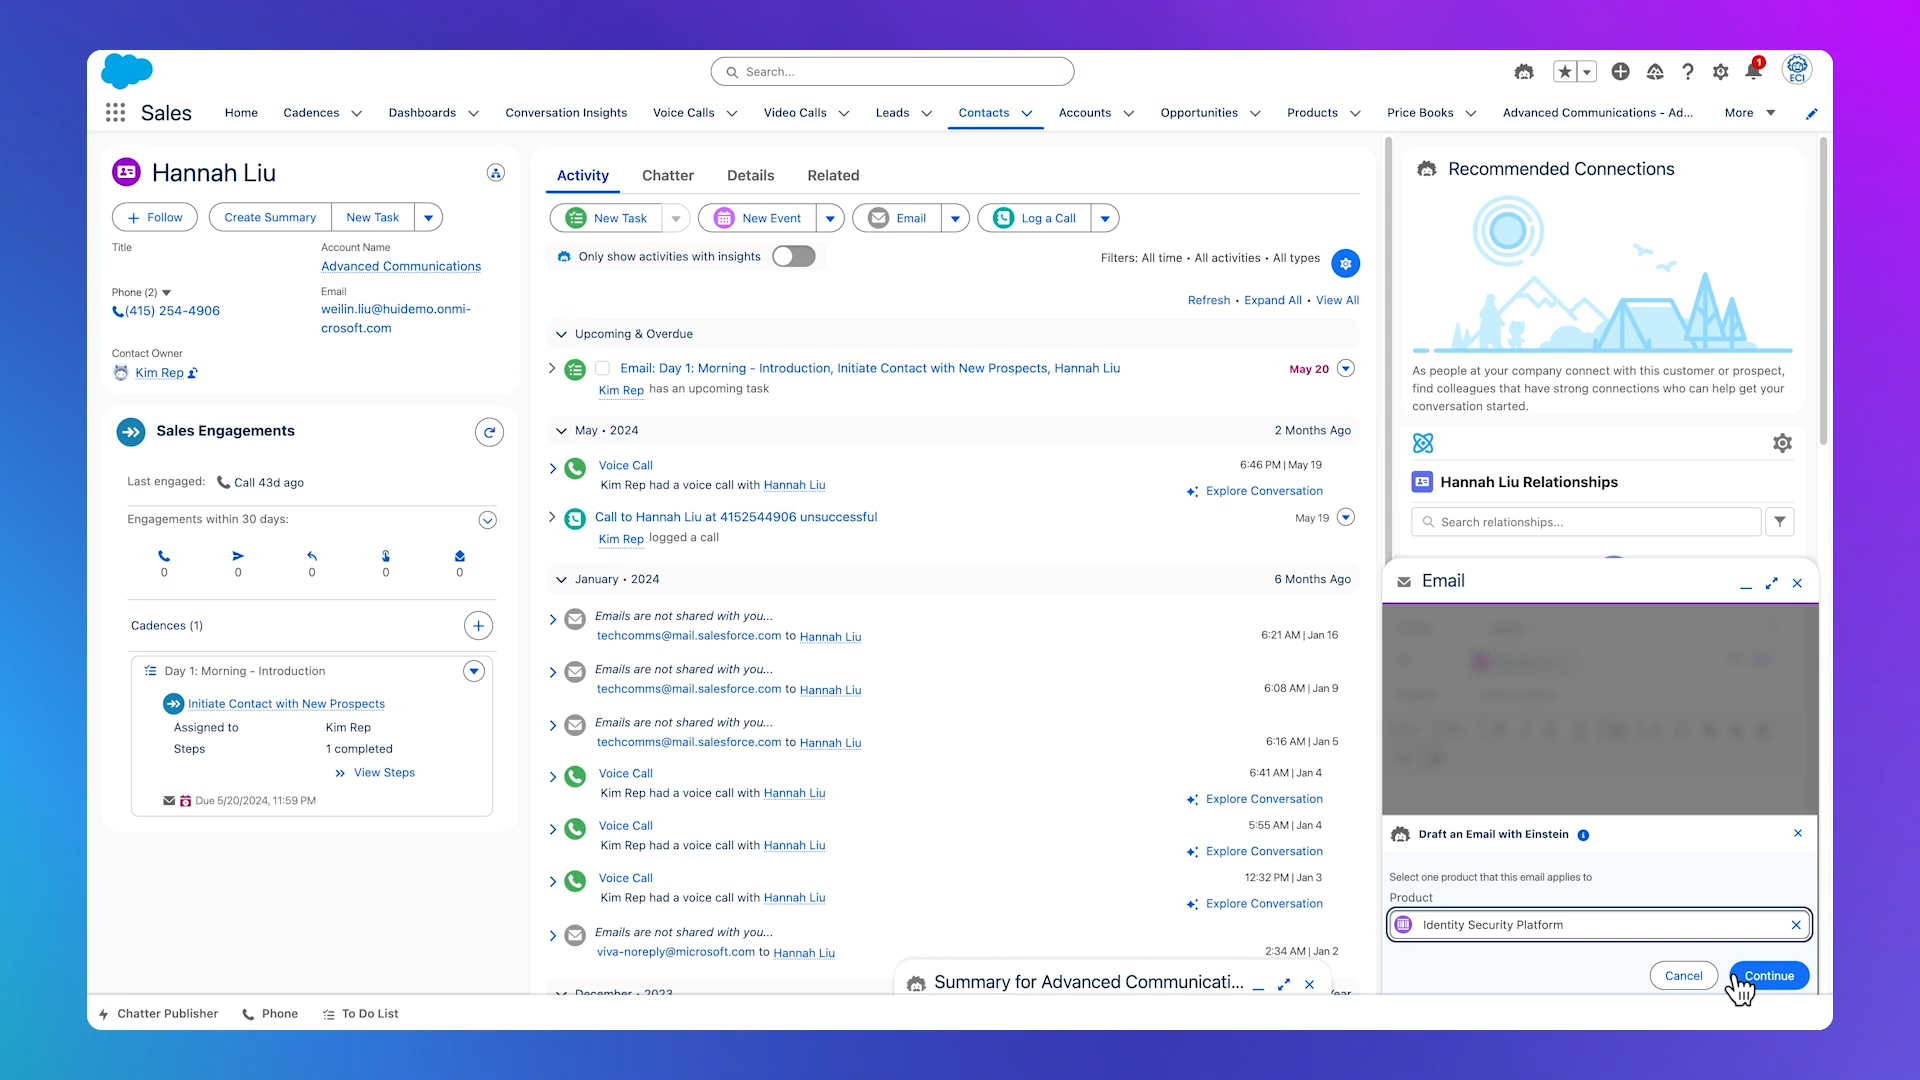 Search...
1
ECI
Sales
Home
Cadences
Dashboards
Conversation Insights
Voice Calls
Video Calls
Leads
Contacts
Accounts
Opportunities
Products
Price Books
Advanced Communications - Ad...
More
Hannah Liu
Follow
Create Summary
New Task
Title
Account Name
Advanced Communications
Phone (2)
(415) 254-4906
Email
weilin.liu@huidemo.onmi-
crosoft.com
Contact Owner
Kim Rep
Sales Engagements
Last engaged: Call 43d ago
Engagements within 30 days:
0 0 0 0 0
Cadences (1)
Day 1: Morning - Introduction
Initiate Contact with New Prospects
Assigned to Kim Rep
Steps 1 completed
View Steps
Due 5/20/2024, 11:59 PM
Activity
Chatter
Details
Related
New Task
New Event
Email
Log a Call
Only show activities with insights
Filters: All time • All activities • All types
Refresh • Expand All • View All
Upcoming & Overdue
Email: Day 1: Morning - Introduction, Initiate Contact with New Prospects, Hannah Liu
May 20
Kim Rep has an upcoming task
May • 2024
2 Months Ago
Voice Call
6:46 PM | May 19
Kim Rep had a voice call with Hannah Liu
Explore Conversation
Call to Hannah Liu at 4152544906 unsuccessful
May 19
Kim Rep logged a call
January • 2024
6 Months Ago
Emails are not shared with you...
techcomms@mail.salesforce.com to Hannah Liu
6:21 AM | Jan 16
Emails are not shared with you...
techcomms@mail.salesforce.com to Hannah Liu
6:08 AM | Jan 9
Emails are not shared with you...
techcomms@mail.salesforce.com to Hannah Liu
6:16 AM | Jan 5
Voice Call
6:41 AM | Jan 4
Kim Rep had a voice call with Hannah Liu
Explore Conversation
Voice Call
5:55 AM | Jan 4
Kim Rep had a voice call with Hannah Liu
Explore Conversation
Voice Call
12:32 PM | Jan 3
Kim Rep had a voice call with Hannah Liu
Explore Conversation
Emails are not shared with you...
viva-noreply@microsoft.com to Hannah Liu
2:34 AM | Jan 2
December • 2023
Year
Summary for Advanced Communicati...
Recommended Connections
As people at your company connect with this customer or prospect,
find colleagues that have strong connections who can help get your
conversation started.
Hannah Liu Relationships
Search relationships...
Email
Draft an Email with Einstein
Select one product that this email applies to
Product
Identity Security Platform
Cancel
Continue
Chatter Publisher
Phone
To Do List